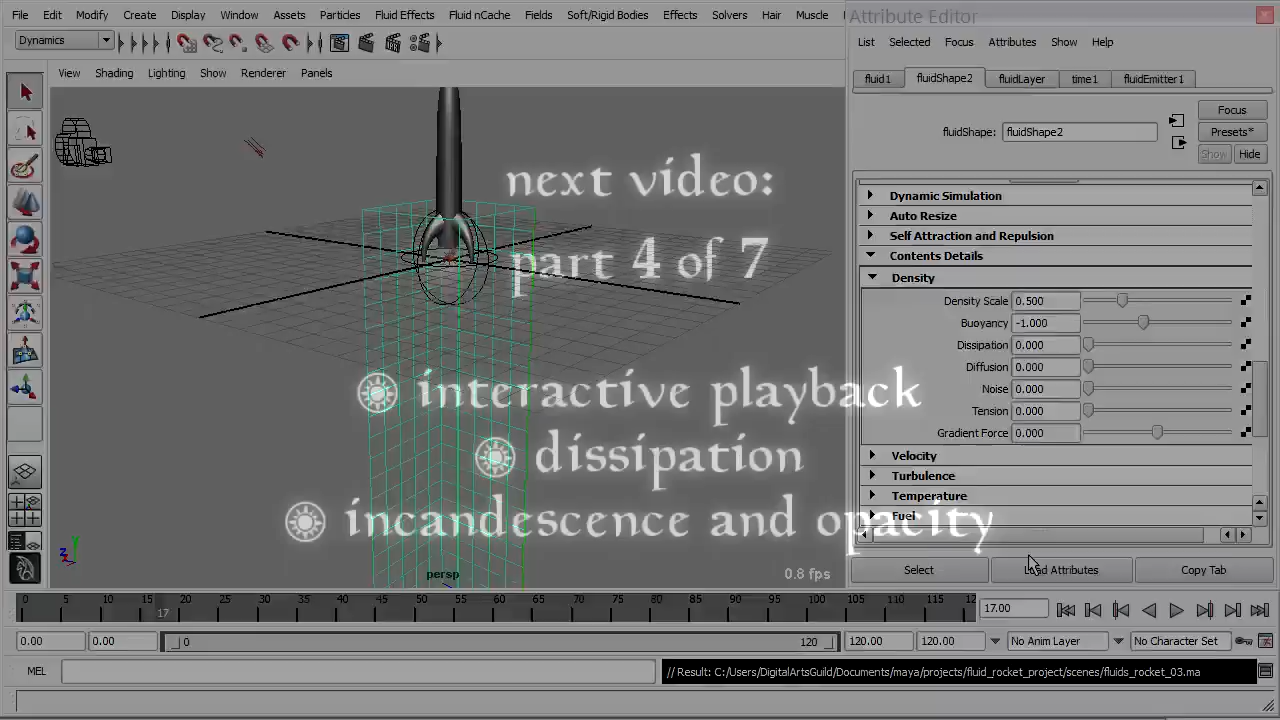 File Edit Modify Create Display Window Assets Particles Fluid Effects Fluid nCache Fields Soft/Rigid Bodies Effects Solvers Hair Muscle
Attribute Editor
Dynamics
List Selected Focus Attributes Show Help
View Shading Lighting Show Renderer Panels
fluid1 fluidShape2 fluidLayer time1 fluidEmitter1
Focus
fluidShape: fluidShape2
Presets*
Show Hide
next video:
part 4 of 7
interactive playback
dissipation
incandescence and opacity
Dynamic Simulation
Auto Resize
Self Attraction and Repulsion
Contents Details
Density
Density Scale 0.500
Buoyancy -1.000
Dissipation 0.000
Diffusion 0.000
Noise 0.000
Tension 0.000
Gradient Force 0.000
Velocity
Turbulence
Temperature
Fuel
z y
persp
0.8 fps
Select Load Attributes Copy Tab
0 5 10 15 17 20 25 30 35 40 45 50 55 60 65 70 75 80 85 90 95 100 105 110 115 12
17.00
0.00 0.00 0 120 120.00 120.00 No Anim Layer No Character Set
MEL
// Result: C:/Users/DigitalArtsGuild/Documents/maya/projects/fluid_rocket_project/scenes/fluids_rocket_03.ma